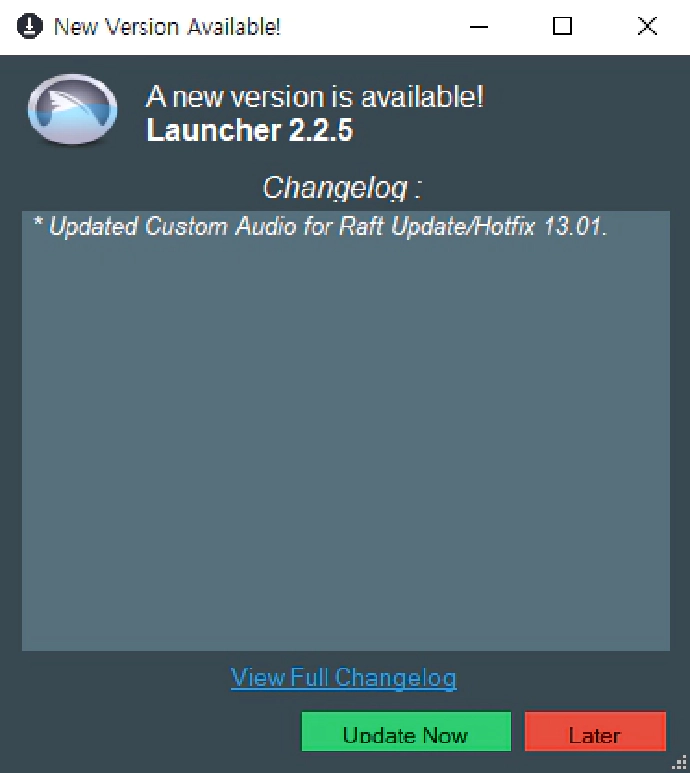 New Version Available!
A new version is available!
Launcher 2.2.5
Changelog :
* Updated Custom Audio for Raft Update/Hotfix 13.01.
View Full Changelog
Update Now
Later